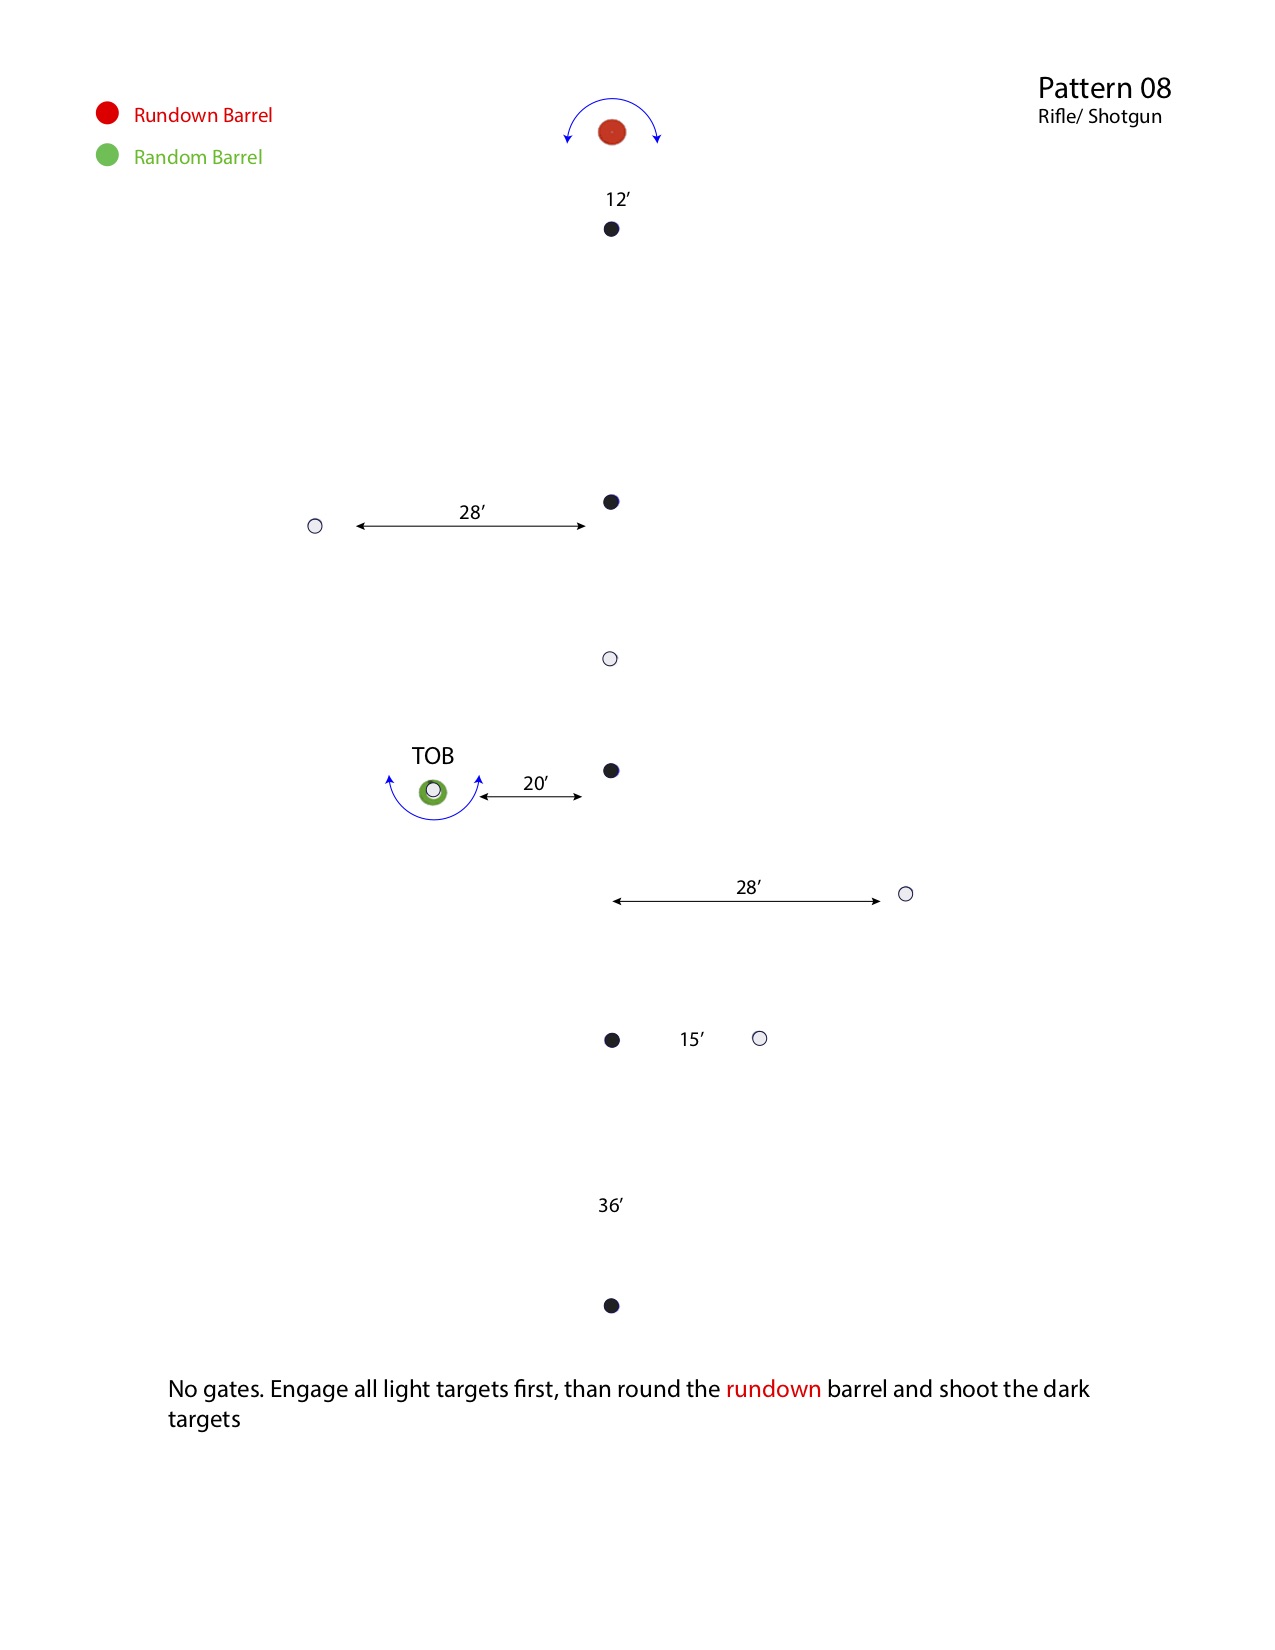 Pattern 08
Rifle/ Shotgun
Rundown Barrel
Random Barrel
12’
28’
TOB
20’
28’
15’
36’
No gates. Engage all light targets first, than round the rundown barrel and shoot the dark
targets